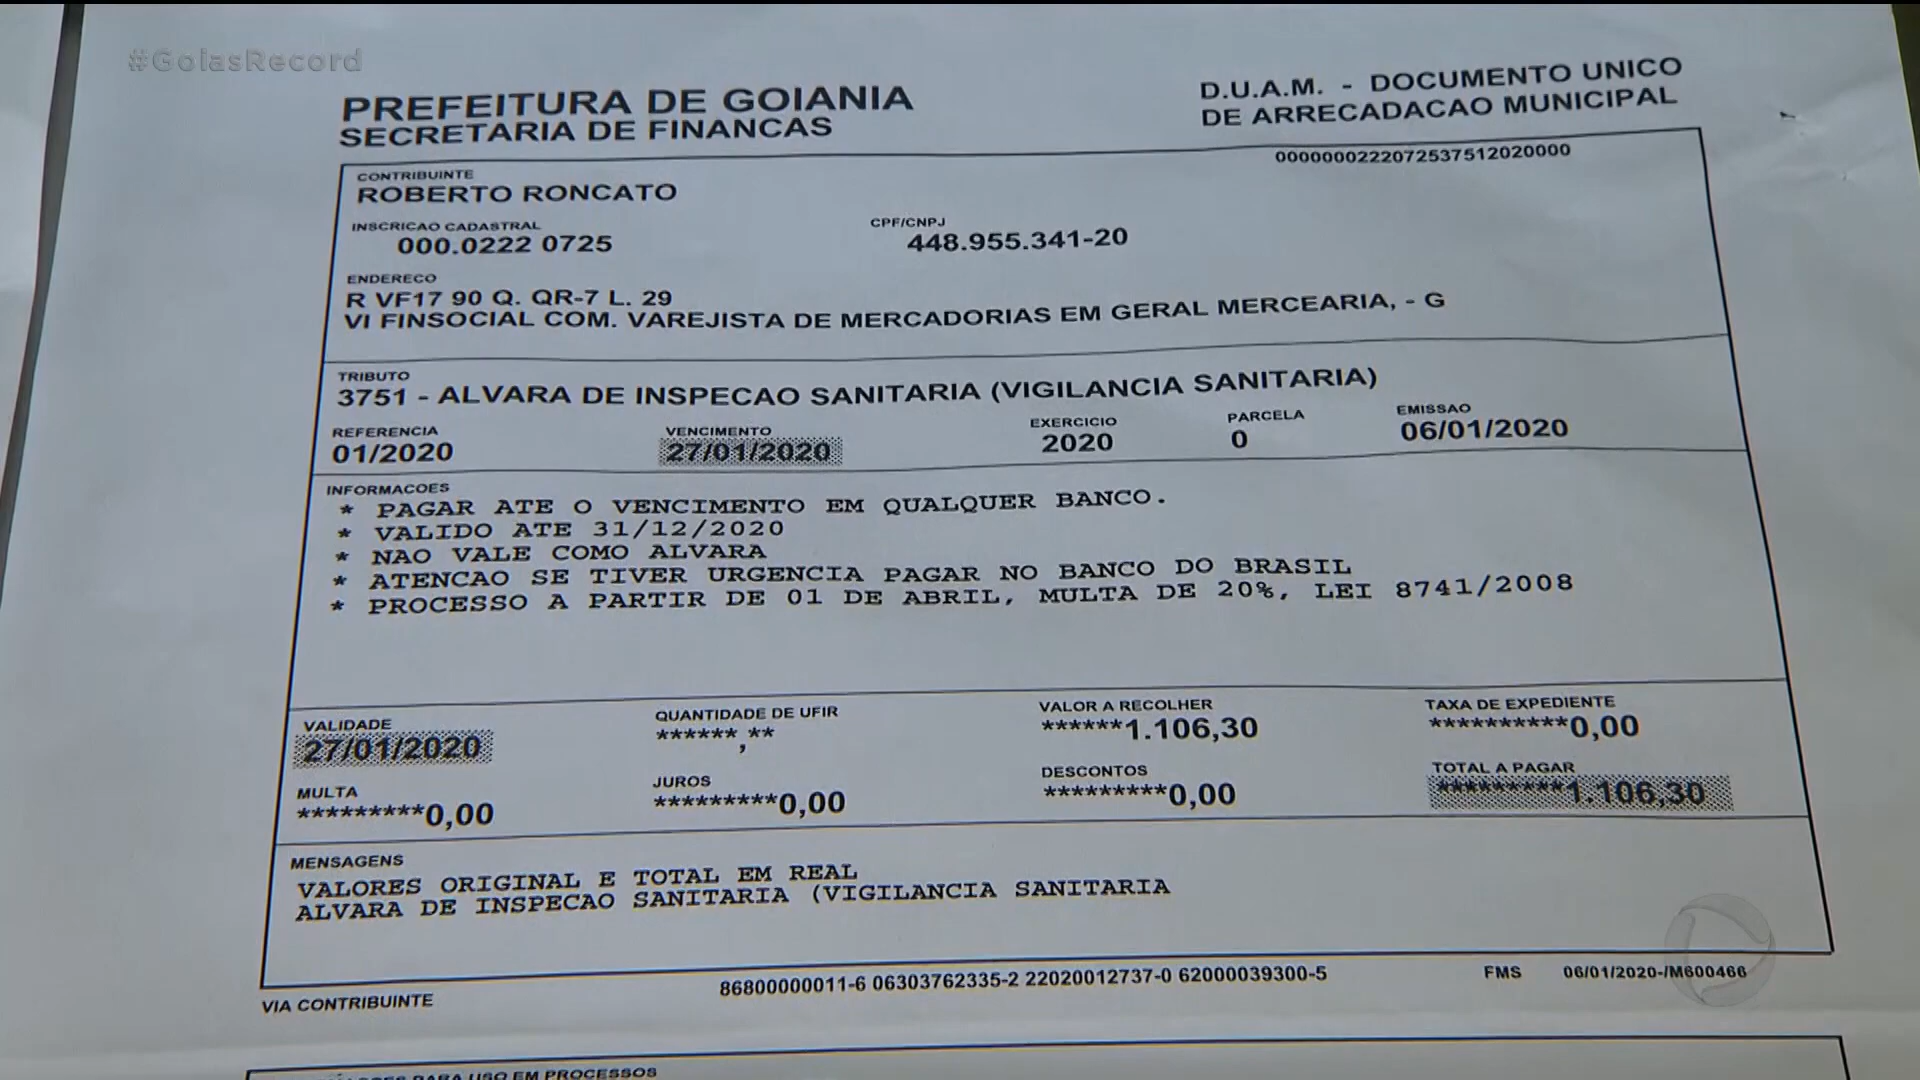 #GoiasRecord
PREFEITURA DE GOIANIA
SECRETARIA DE FINANCAS
D.U.A.M. - DOCUMENTO UNICO
DE ARRECADACAO MUNICIPAL
0000000222072537512020000
CONTRIBUINTE
ROBERTO RONCATO
INSCRICAO CADASTRAL
000.0222 0725
CPF/CNPJ
448.955.341-20
ENDERECO
R VF17 90 Q. QR-7 L. 29
VI FINSOCIAL COM. VAREJISTA DE MERCADORIAS EM GERAL MERCEARIA, - G
TRIBUTO
3751 - ALVARA DE INSPECAO SANITARIA (VIGILANCIA SANITARIA)
REFERENCIA
01/2020
VENCIMENTO
27/01/2020
EXERCICIO
2020
PARCELA
0
EMISSAO
06/01/2020
INFORMACOES
* PAGAR ATE O VENCIMENTO EM QUALQUER BANCO.
* VALIDO ATE 31/12/2020
* NAO VALE COMO ALVARA
* ATENCAO SE TIVER URGENCIA PAGAR NO BANCO DO BRASIL
* PROCESSO A PARTIR DE 01 DE ABRIL, MULTA DE 20%, LEI 8741/2008
VALIDADE
27/01/2020
QUANTIDADE DE UFIR
******,**
VALOR A RECOLHER
******1.106,30
TAXA DE EXPEDIENTE
**********0,00
MULTA
*********0,00
JUROS
*********0,00
DESCONTOS
*********0,00
TOTAL A PAGAR
*********1.106,30
MENSAGENS
VALORES ORIGINAL E TOTAL EM REAL
ALVARA DE INSPECAO SANITARIA (VIGILANCIA SANITARIA
VIA CONTRIBUINTE
86800000011-6 06303762335-2 22020012737-0 62000039300-5
FMS
06/01/2020-/M600466
PARA USO EM PROCESSOS